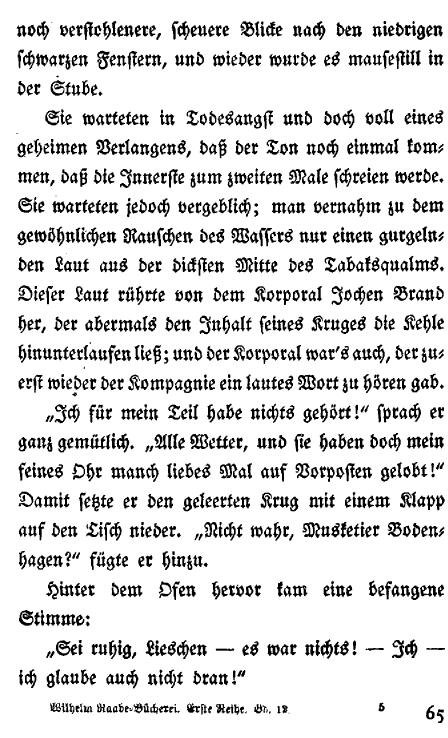 noch verstohlenere, scheuere Blicke nach den niedrigen
schwarzen Fenstern, und wieder wurde es mausestill in
der Stube.
Sie warteten in Todesangst und doch voll eines
geheimen Verlangens, daß der Ton noch einmal kom-
men, daß die Innerste zum zweiten Male schreien werde.
Sie warteten jedoch vergeblich; man vernahm zu dem
gewöhnlichen Rauschen des Wassers nur einen gurgeln-
den Laut aus der dicksten Mitte des Tabaksqualms.
Dieser Laut rührte von dem Korporal Jochen Brand
her, der abermals den Inhalt seines Kruges die Kehle
hinunterlaufen ließ; und der Korporal war's auch, der zu-
erst wieder der Kompagnie ein lautes Wort zu hören gab.
„Ich für mein Teil habe nichts gehört!“ sprach er
ganz gemütlich. „Alle Wetter, und sie haben doch mein
feines Ohr manch liebes Mal auf Vorposten gelobt!“
Damit setzte er den geleerten Krug mit einem Klapp
auf den Tisch nieder. „Nicht wahr, Musketier Boden-
hagen?“ fügte er hinzu.
Hinter dem Ofen hervor kam eine befangene
Stimme:
„Sei ruhig, Lieschen — es war nichts! — Ich —
ich glaube auch nicht dran!“
Wilhelm Raabe-Bücherei. Erste Reihe. Bd. 12 5 65